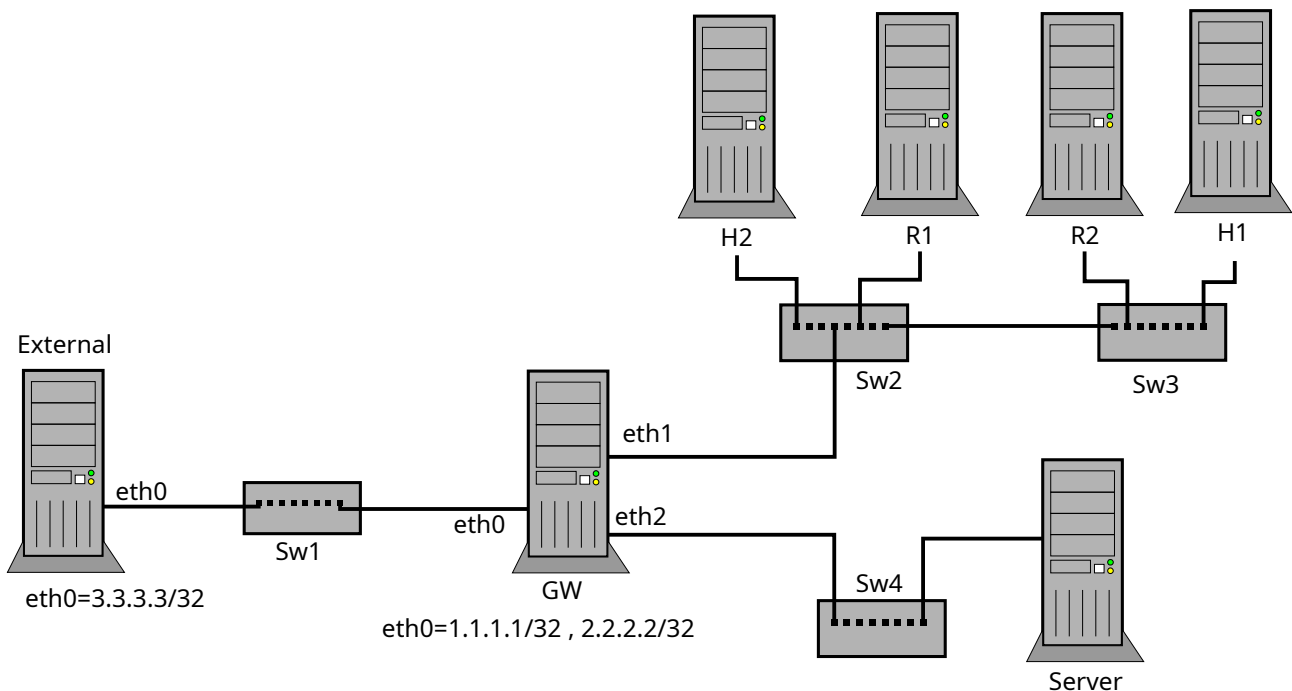 H2
R1
R2
H1
External
Sw2
Sw3
eth1
eth0
eth0
eth2
Sw1
GW
Sw4
eth0=3.3.3.3/32
eth0=1.1.1.1/32 , 2.2.2.2/32
Server